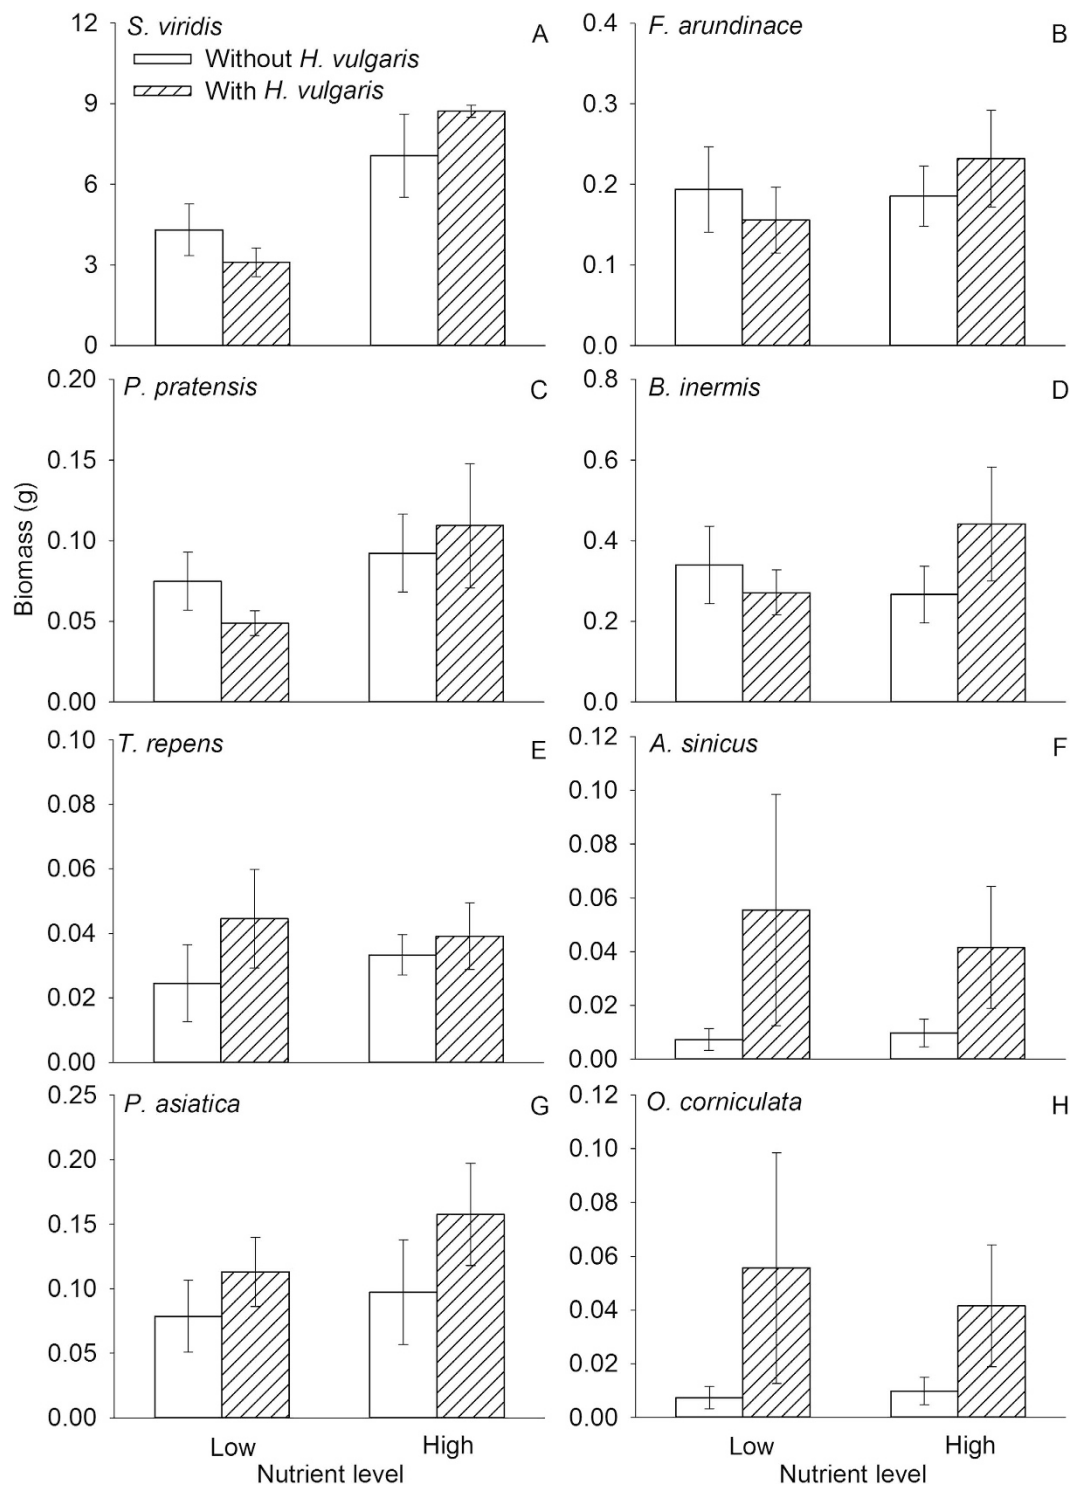 S. viridis
A
Without H. vulgaris
With H. vulgaris
12
9
6
3
0
F. arundinace
B
0.4
0.3
0.2
0.1
0.0
P. pratensis
C
0.20
0.15
0.10
0.05
0.00
B. inermis
D
0.8
0.6
0.4
0.2
0.0
Biomass (g)
T. repens
E
0.10
0.08
0.06
0.04
0.02
0.00
A. sinicus
F
0.12
0.10
0.08
0.06
0.04
0.02
0.00
P. asiatica
G
0.25
0.20
0.15
0.10
0.05
0.00
Low High
Nutrient level
O. corniculata
H
0.12
0.10
0.08
0.06
0.04
0.02
0.00
Low High
Nutrient level